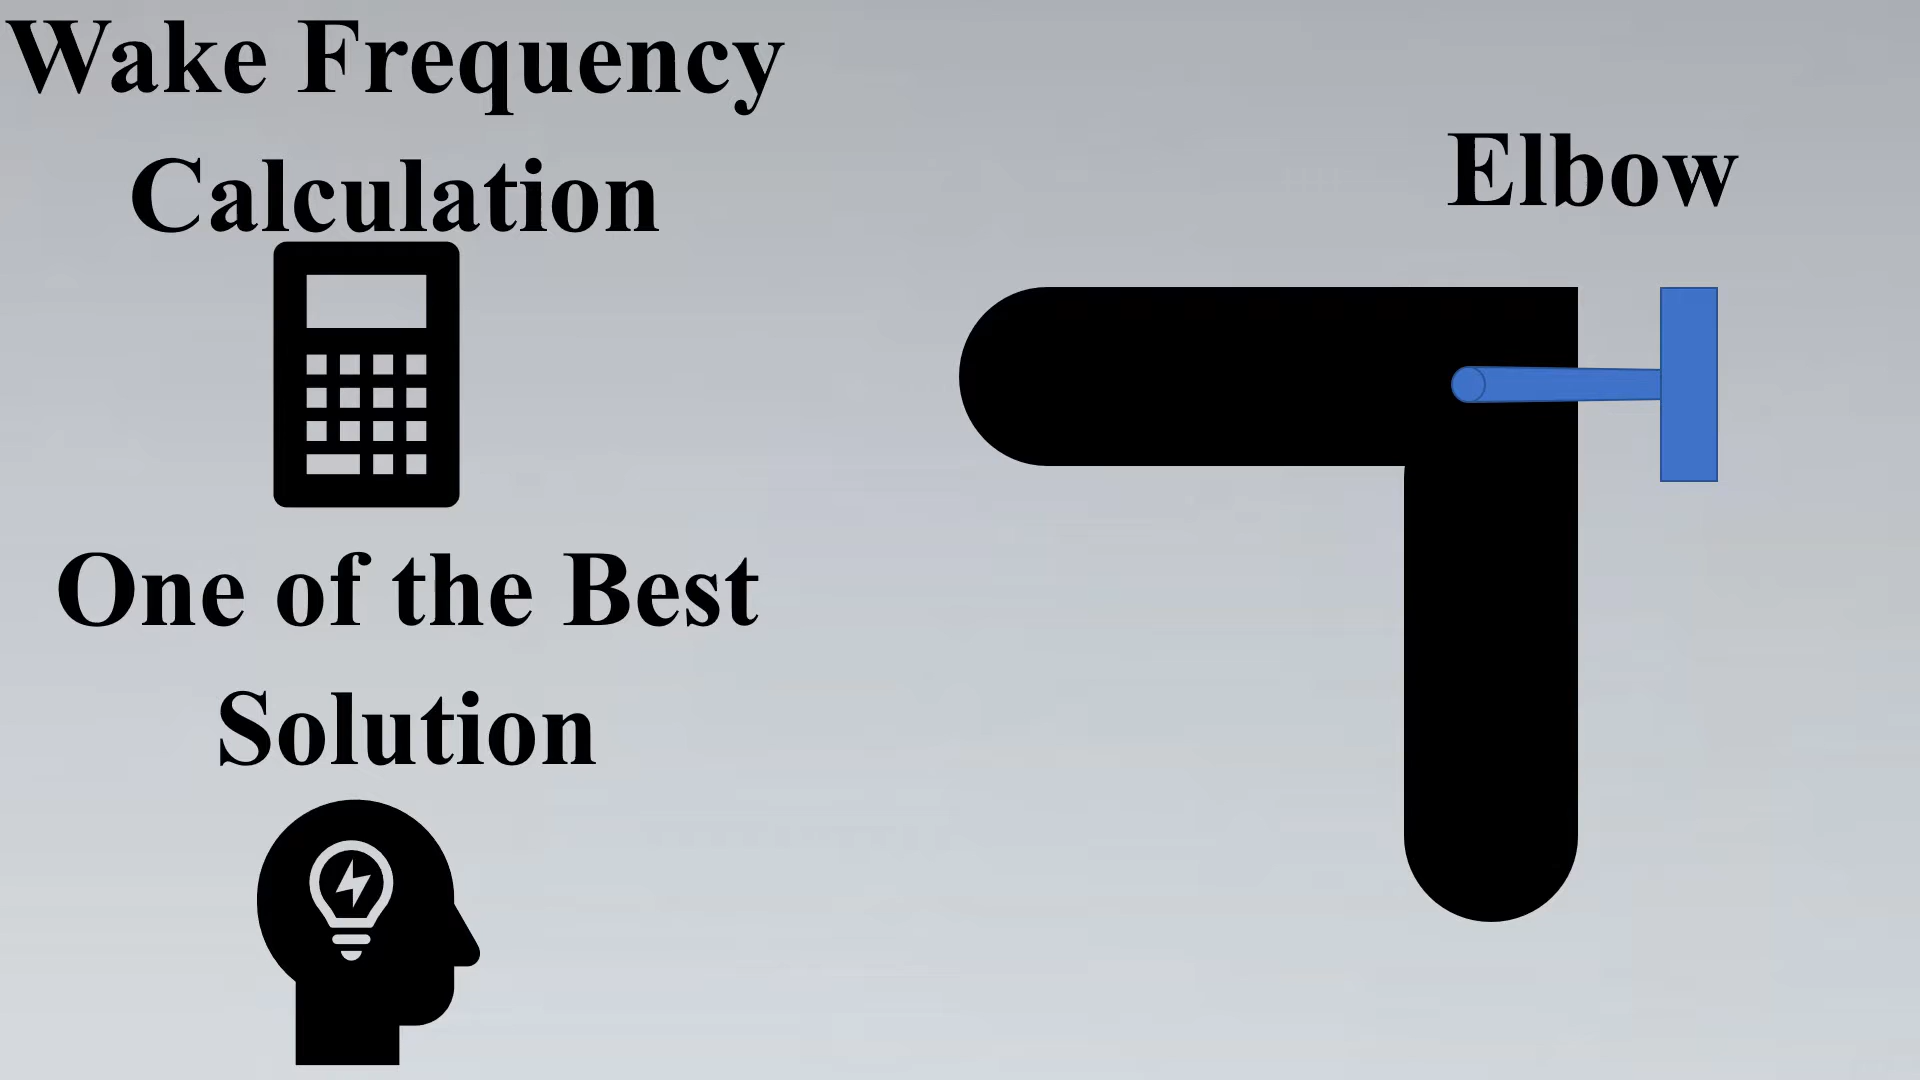 Wake Frequency
Calculation
Elbow
One of the Best
Solution